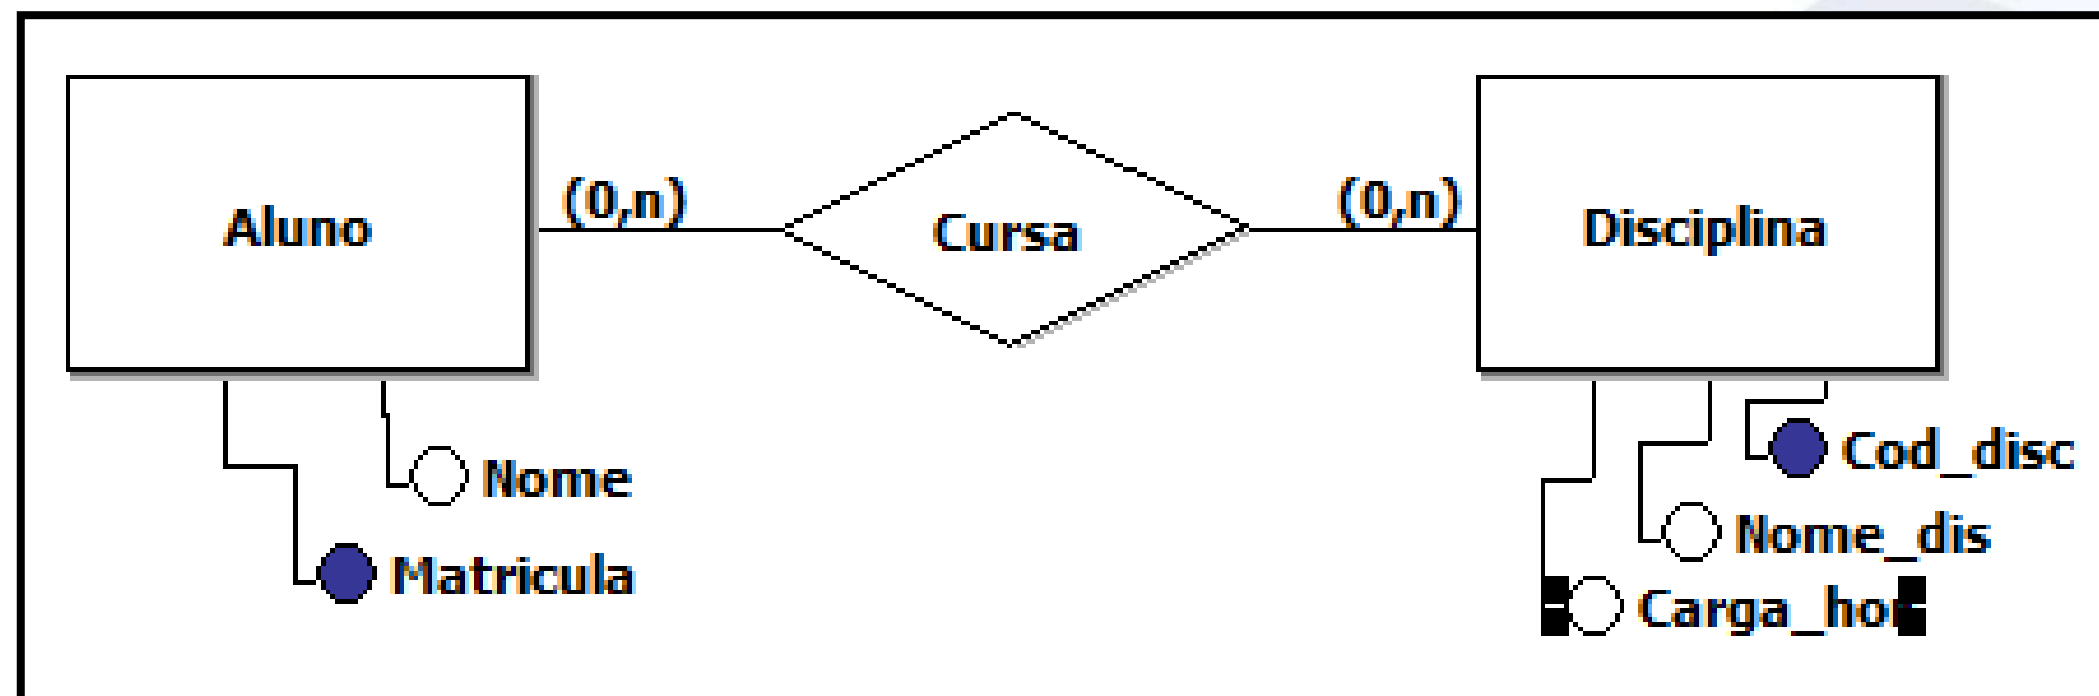 (0,n) (0,n)
Aluno Cursa Disciplina
Cod_disc
Nome
Nome_dis
Matricula